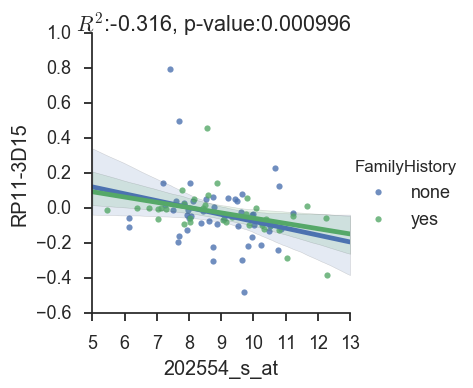 R²:-0.316, p-value:0.000996
1.0
0.8
0.6
0.4
0.2
0.0
−0.2
−0.4
−0.6
RP11-3D15
5 6 7 8 9 10 11 12 13
202554_s_at
FamilyHistory
none
yes